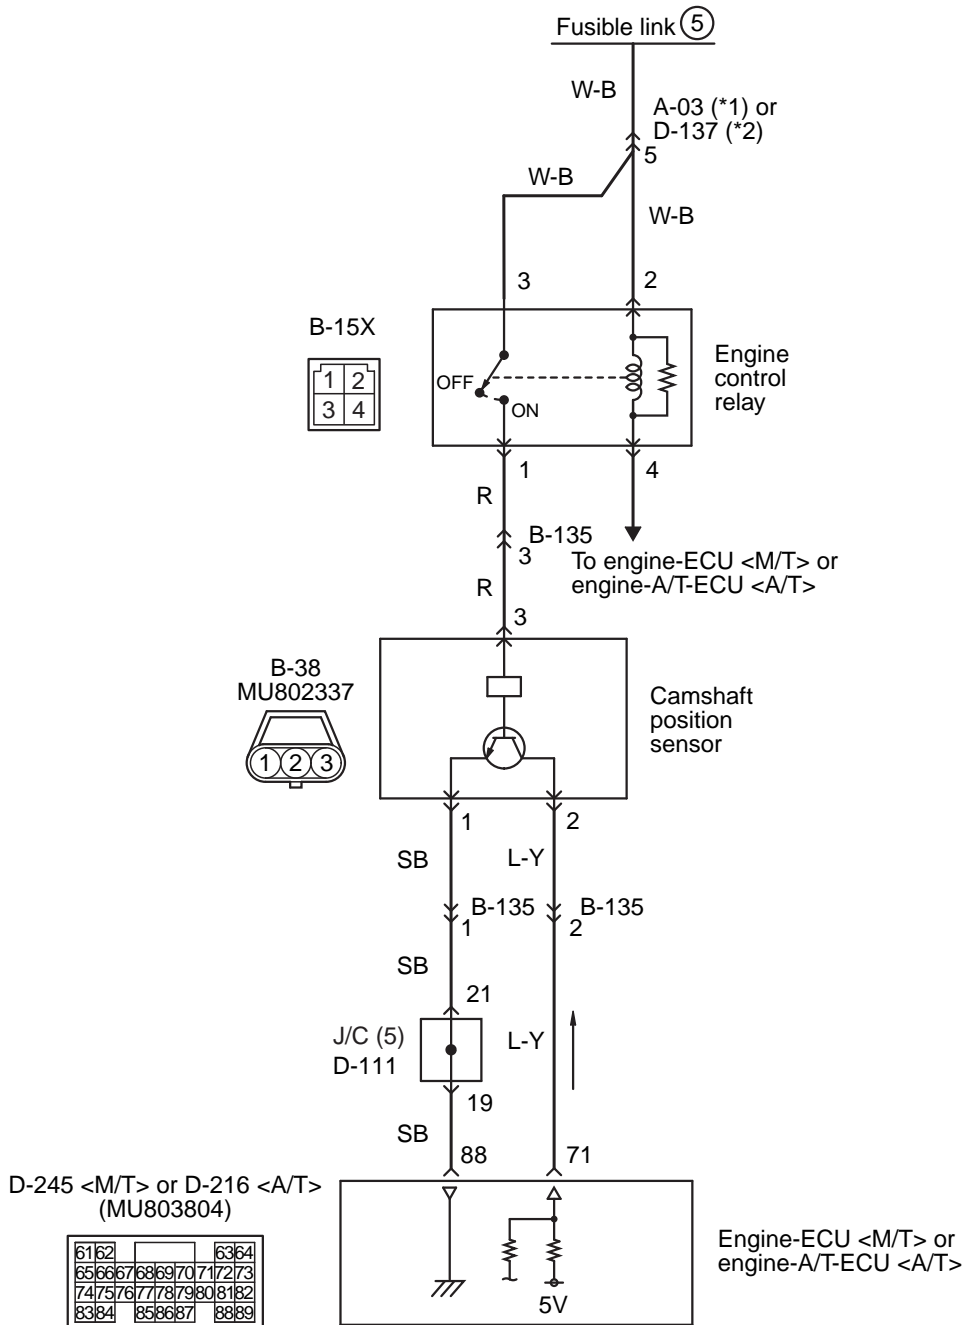 Fusible link 5
W-B
A-03 (*1) or
D-137 (*2)
5
W-B
W-B
3
2
B-15X
1 2
3 4
OFF
ON
Engine
control
relay
1
4
R
B-135
3
To engine-ECU <M/T> or
engine-A/T-ECU <A/T>
R
3
B-38
MU802337
1 2 3
Camshaft
position
sensor
1
2
SB
L-Y
B-135
B-135
1
2
SB
21
J/C (5)
D-111
L-Y
19
SB
88
71
D-245 <M/T> or D-216 <A/T>
(MU803804)
61 62 63 64
65 66 67 68 69 70 71 72 73
74 75 76 77 78 79 80 81 82
83 84 85 86 87 88 89
5V
Engine-ECU <M/T> or
engine-A/T-ECU <A/T>